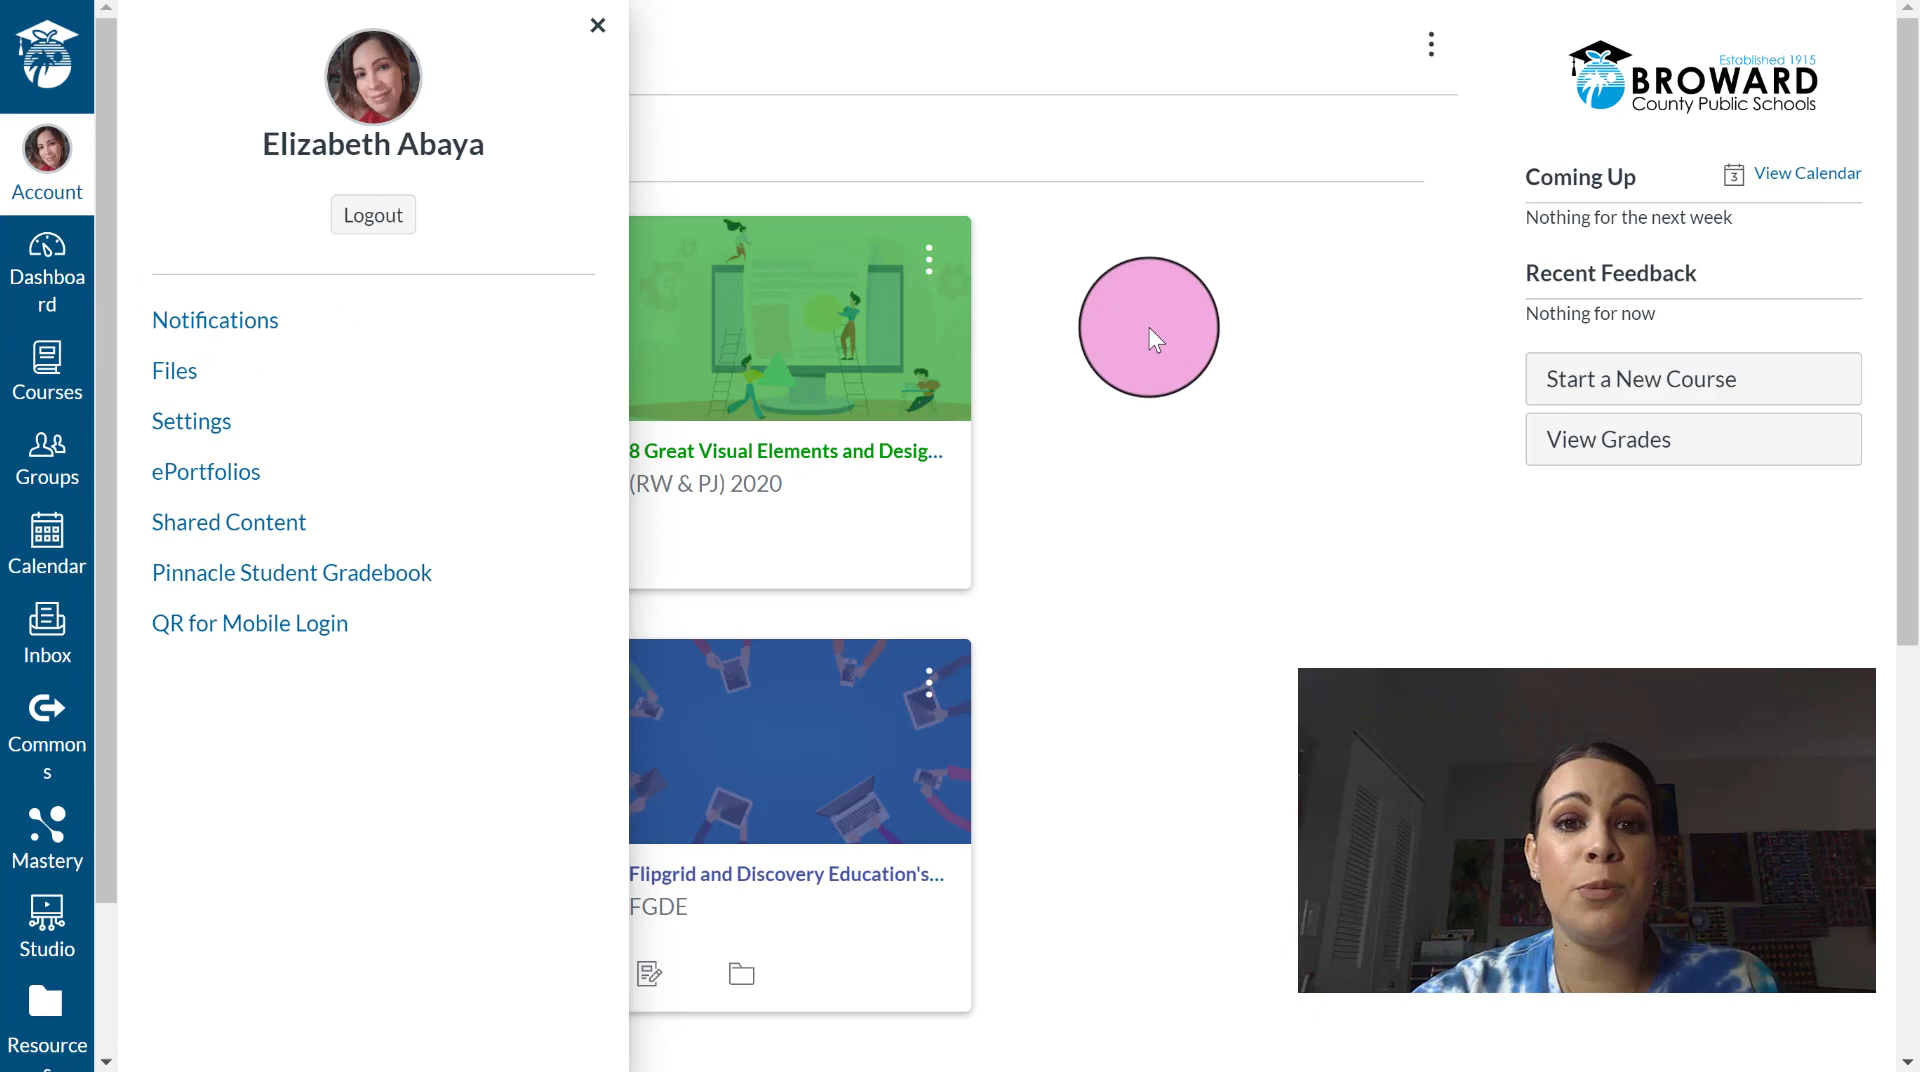 Account
Dashboa
rd
Courses
Groups
Calendar
Inbox
Common
s
Mastery
Studio
Resource
Elizabeth Abaya
Logout
Notifications
Files
Settings
ePortfolios
Shared Content
Pinnacle Student Gradebook
QR for Mobile Login
8 Great Visual Elements and Desig...
(RW & PJ) 2020
Flipgrid and Discovery Education's...
FGDE
Established 1915
BROWARD
County Public Schools
Coming Up
3 View Calendar
Nothing for the next week
Recent Feedback
Nothing for now
Start a New Course
View Grades